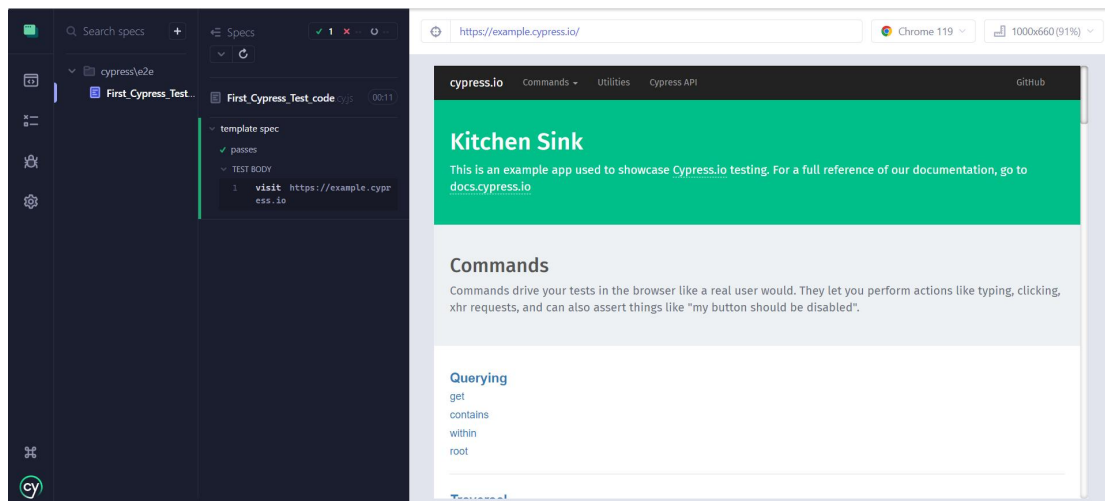 Search specs
+
cypress\e2e
First_Cypress_Test...
Specs
1
--
--
First_Cypress_Test_code cy.js
00:11
template spec
passes
TEST BODY
1 visit https://example.cypr
ess.io
cy
https://example.cypress.io/
Chrome 119
1000x660 (91%)
cypress.io Commands Utilities Cypress API GitHub
Kitchen Sink
This is an example app used to showcase Cypress.io testing. For a full reference of our documentation, go to
docs.cypress.io
Commands
Commands drive your tests in the browser like a real user would. They let you perform actions like typing, clicking,
xhr requests, and can also assert things like "my button should be disabled".
Querying
get
contains
within
root